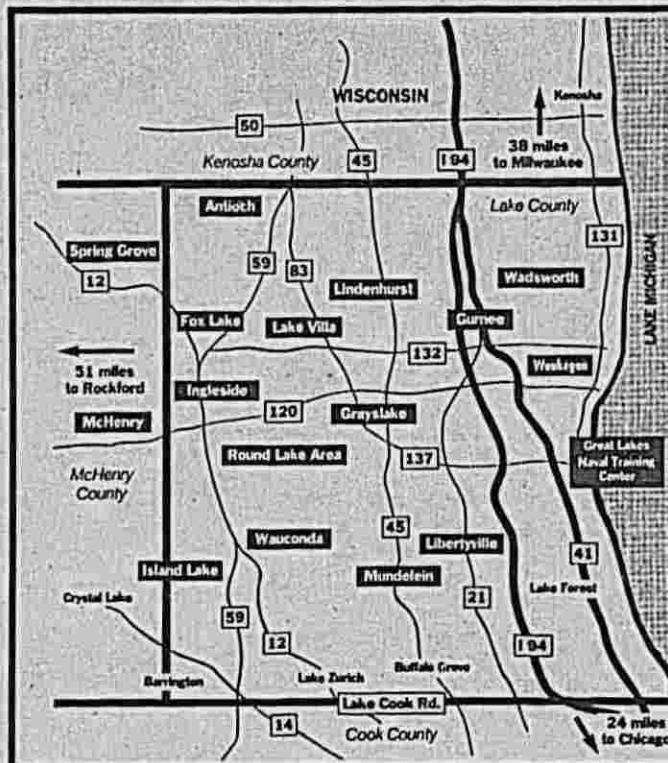 WISCONSIN
Kenosha
50
Kenosha County
45
I 94
38 miles
to Milwaukee
Antioch
Lake County
131
Spring Grove
12
59
83
Lindenhurst
Wadsworth
LAKE MICHIGAN
Fox Lake
Lake Villa
Gurnee
132
51 miles
to Rockford
Ingleside
Waukegan
McHenry
120
Grayslake
Great Lakes
Naval Training
Center
McHenry
County
Round Lake Area
137
Wauconda
45
Libertyville
41
Island Lake
Mundelein
Lake Forest
Crystal Lake
59
21
12
I 94
Buffalo Grove
Barrington
Lake Zurich
Lake Cook Rd.
14
Cook County
24 miles
to Chicago